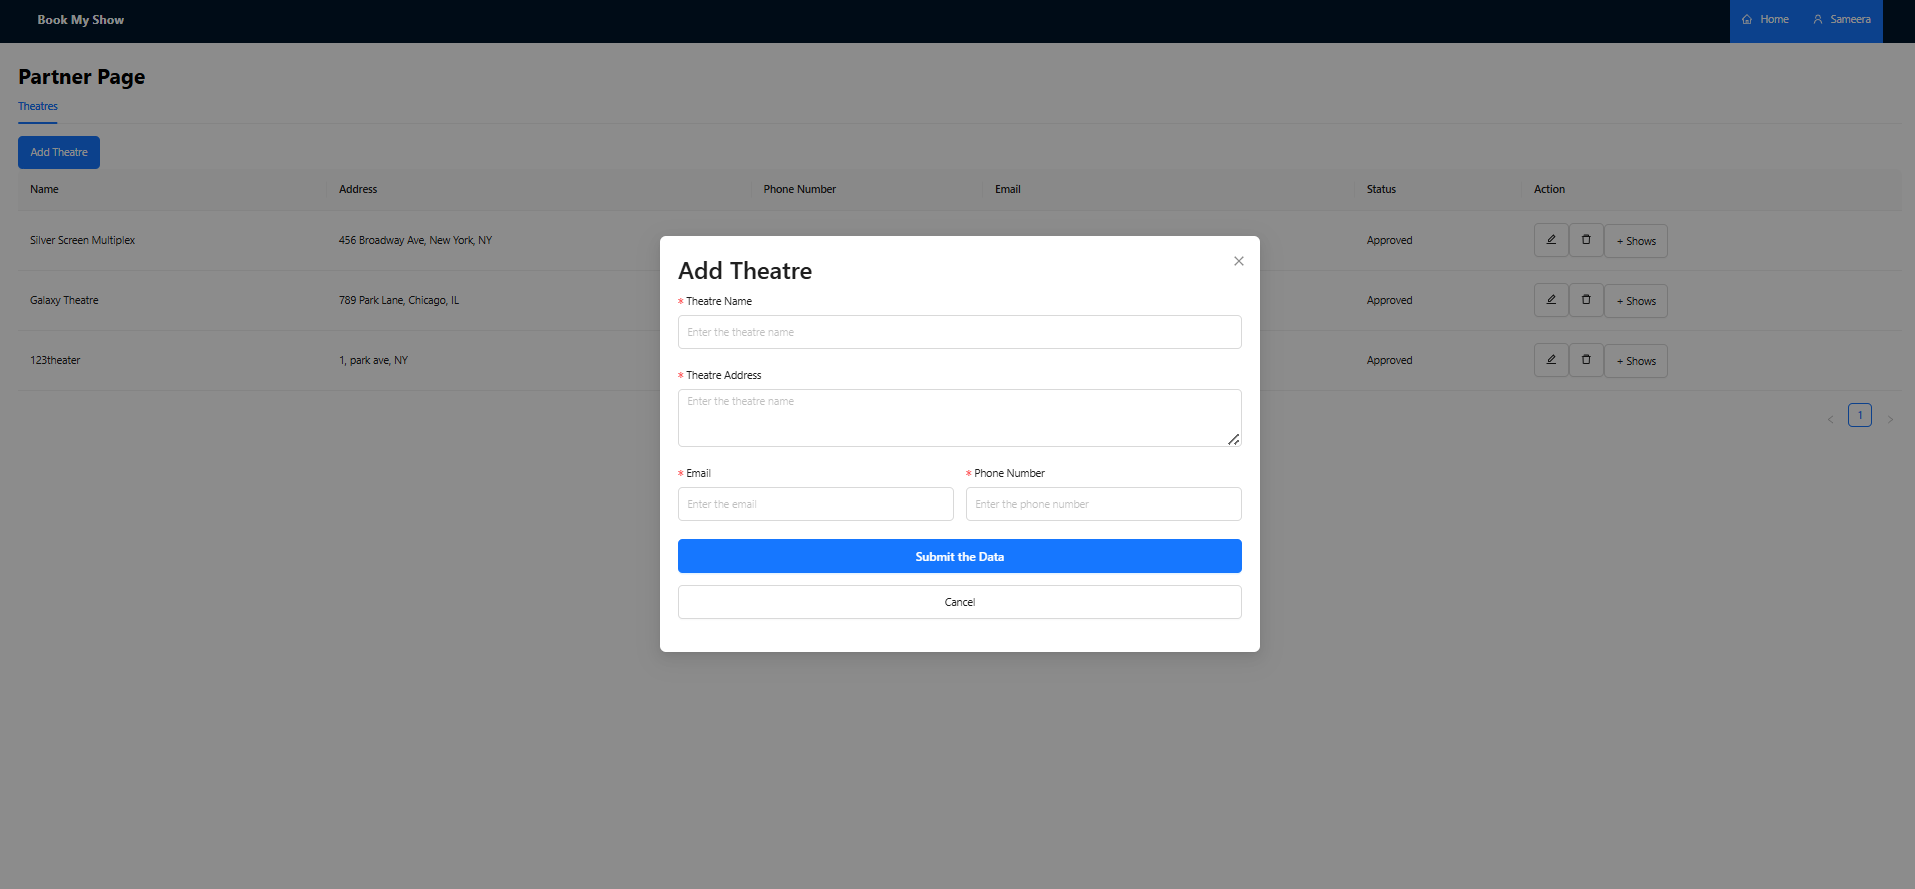 Book My Show
Home
Sameera
Partner Page
Theatres
Add Theatre
Name Address Phone Number Email Status Action
Silver Screen Multiplex 456 Broadway Ave, New York, NY Approved + Shows
Galaxy Theatre 789 Park Lane, Chicago, IL Approved + Shows
123theater 1, park ave, NY Approved + Shows
< 1 >
Add Theatre
* Theatre Name
Enter the theatre name
* Theatre Address
Enter the theatre name
* Email * Phone Number
Enter the email Enter the phone number
Submit the Data
Cancel